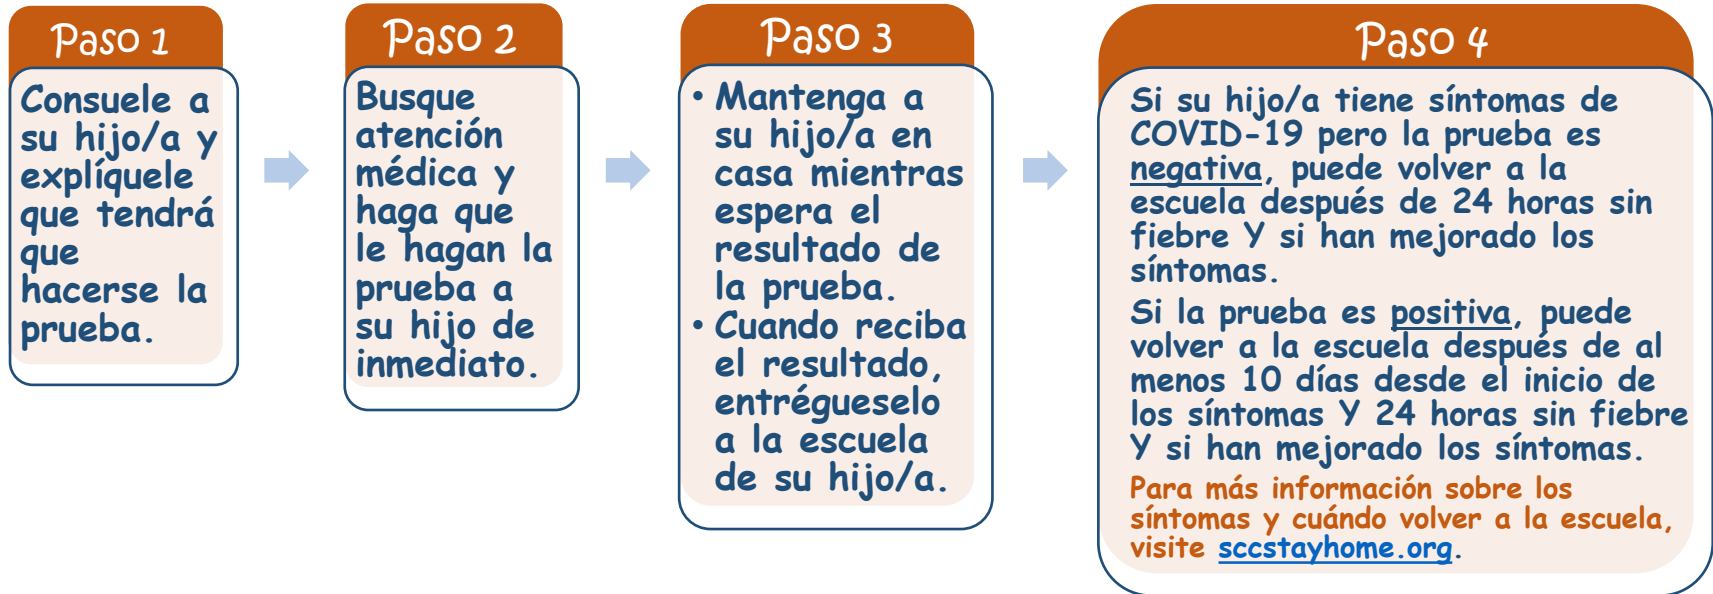 Paso 1
Consuele a
su hijo/a y
explíquele
que tendrá
que
hacerse la
prueba.
Paso 2
Busque
atención
médica y
haga que
le hagan la
prueba a
su hijo de
inmediato.
Paso 3
• Mantenga a
su hijo/a en
casa mientras
espera el
resultado de
la prueba.
• Cuando reciba
el resultado,
entrégueselo
a la escuela
de su hijo/a.
Paso 4
Si su hijo/a tiene síntomas de
COVID-19 pero la prueba es
negativa, puede volver a la
escuela después de 24 horas sin
fiebre Y si han mejorado los
síntomas.
Si la prueba es positiva, puede
volver a la escuela después de al
menos 10 días desde el inicio de
los síntomas Y 24 horas sin fiebre
Y si han mejorado los síntomas.
Para más información sobre los
síntomas y cuándo volver a la escuela,
visite sccstayhome.org.